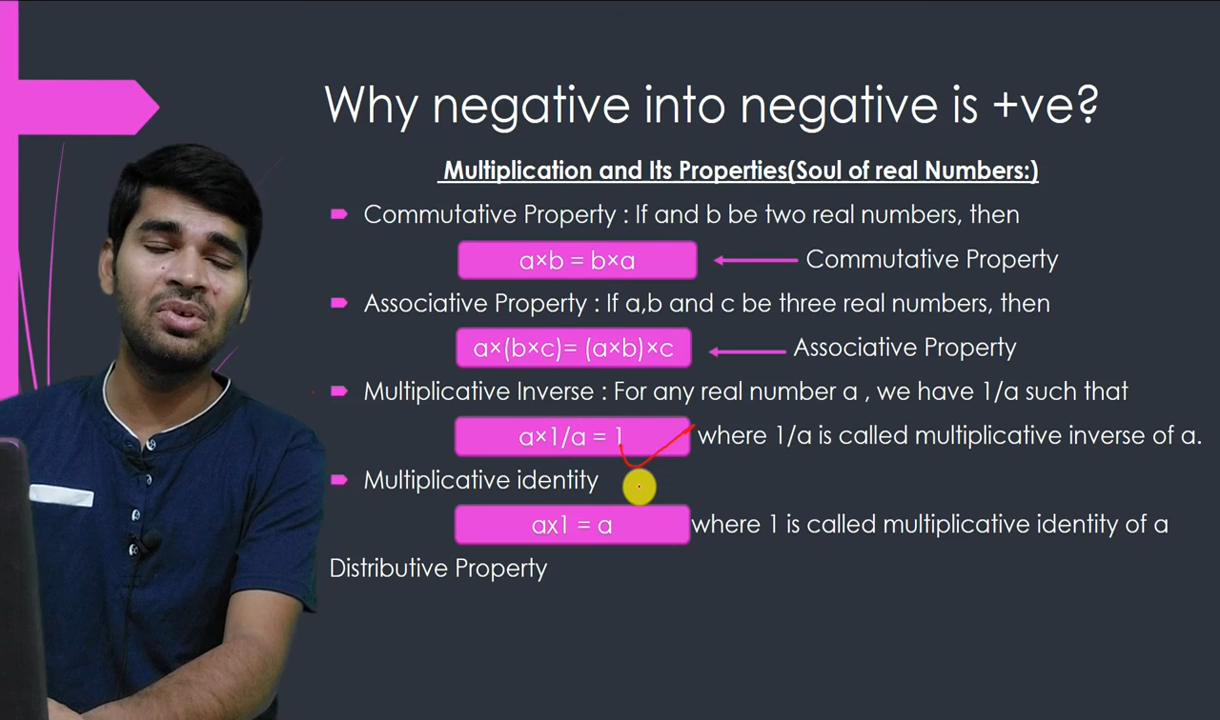 Why negative into negative is +ve?
Multiplication and Its Properties(Soul of real Numbers:)
Commutative Property : If and b be two real numbers, then
a×b = b×a Commutative Property
Associative Property : If a,b and c be three real numbers, then
a×(b×c)= (a×b)×c Associative Property
Multiplicative Inverse : For any real number a , we have 1/a such that
a×1/a = 1 where 1/a is called multiplicative inverse of a.
Multiplicative identity
ax1 = a where 1 is called multiplicative identity of a
Distributive Property